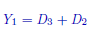 Y₁ = D₃ + D₂